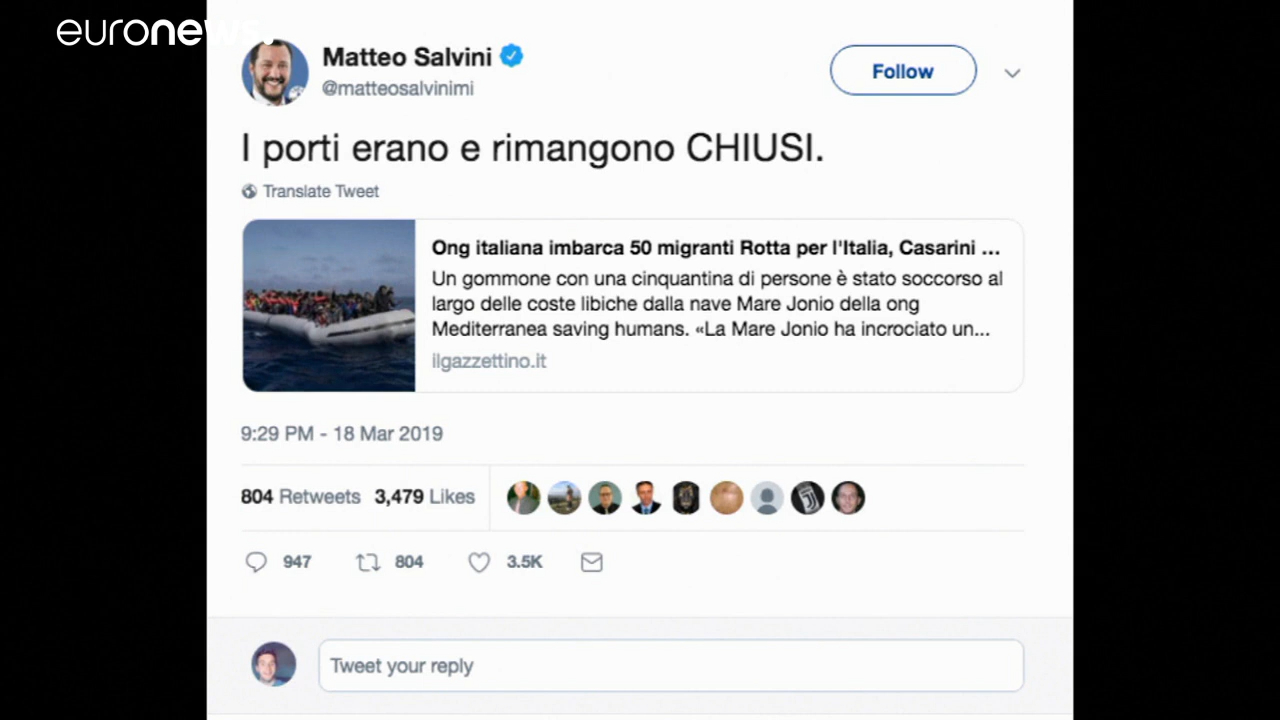 euronews.
Matteo Salvini
@matteosalvinimi
Follow
I porti erano e rimangono CHIUSI.
Translate Tweet
Ong italiana imbarca 50 migranti Rotta per l'Italia, Casarini ...
Un gommone con una cinquantina di persone è stato soccorso al
largo delle coste libiche dalla nave Mare Jonio della ong
Mediterranea saving humans. «La Mare Jonio ha incrociato un...
ilgazzettino.it
9:29 PM - 18 Mar 2019
804 Retweets 3,479 Likes
947 804 3.5K
Tweet your reply